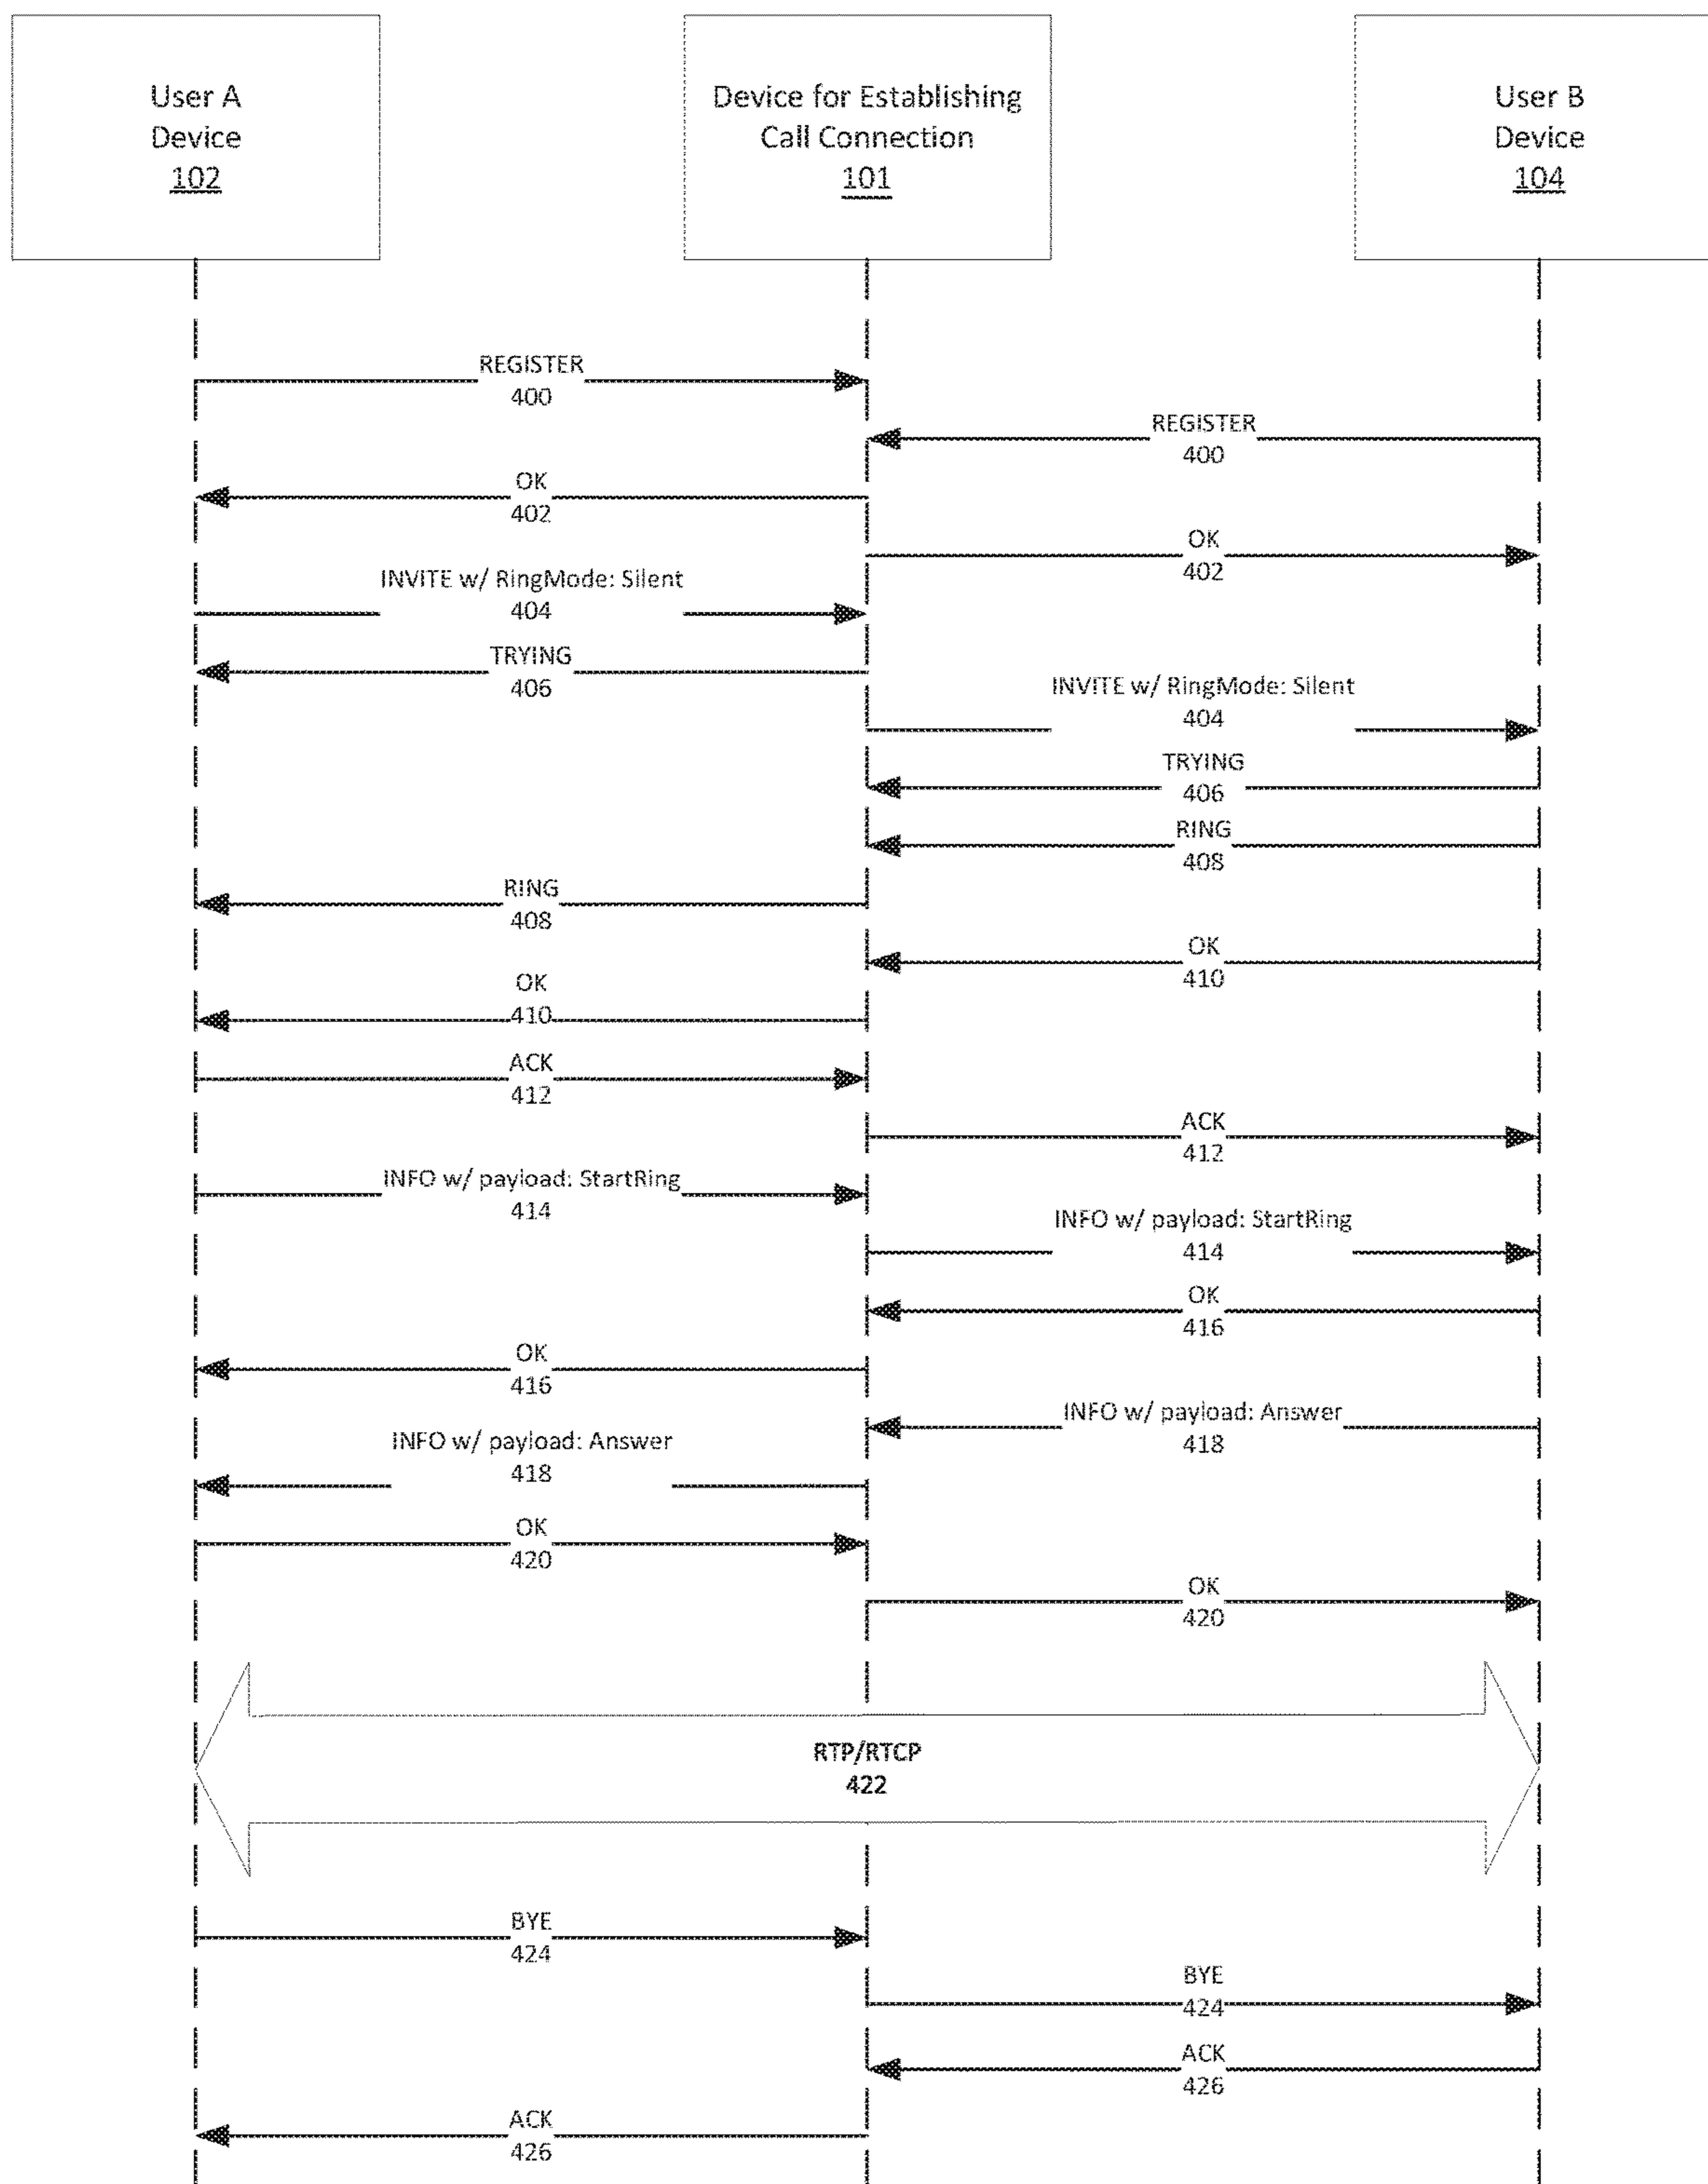 User A
Device
102
Device for Establishing
Call Connection
101
User B
Device
104
REGISTER
400
REGISTER
400
OK
402
OK
402
INVITE w/ RingMode: Silent
404
TRYING
406
INVITE w/ RingMode: Silent
404
TRYING
406
RING
408
RING
408
OK
410
OK
410
ACK
412
ACK
412
INFO w/ payload: StartRing
414
INFO w/ payload: StartRing
414
OK
416
OK
416
INFO w/ payload: Answer
418
INFO w/ payload: Answer
418
OK
420
OK
420
RTP/RTCP
422
BYE
424
BYE
424
ACK
426
ACK
426